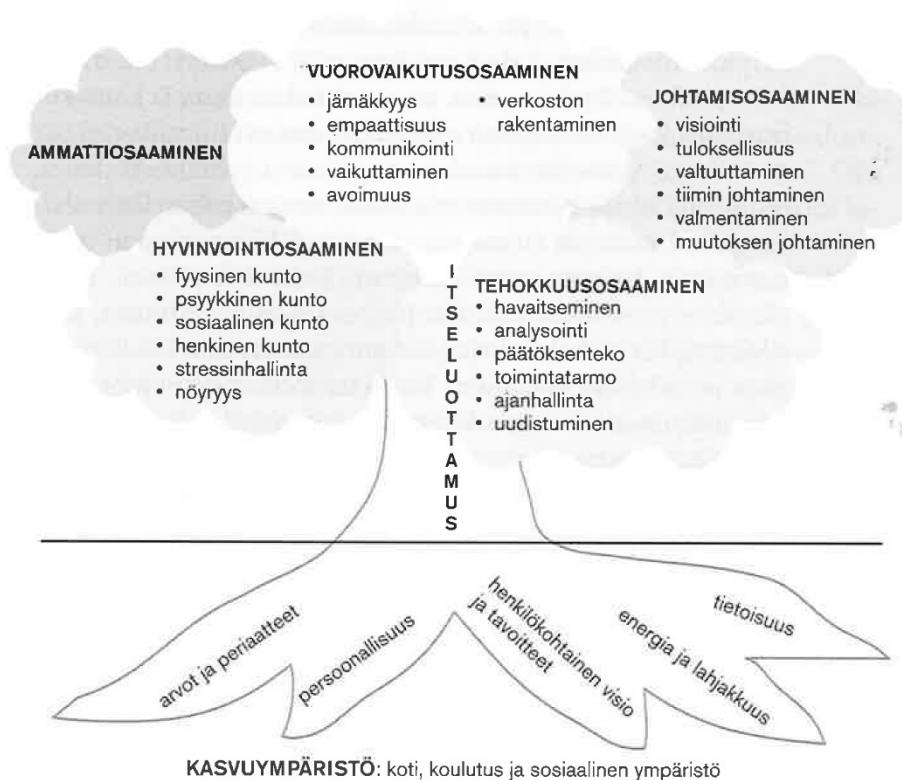 VUOROVAIKUTUSOSAAMINEN
• jämäkkyys
• empaattisuus
• kommunikointi
• vaikuttaminen
• avoimuus
• verkoston
rakentaminen
JOHTAMISOSAAMINEN
• visiointi
• tuloksellisuus
• valtuuttaminen
• tiimin johtaminen
• valmentaminen
• muutoksen johtaminen
AMMATTIOSAAMINEN
HYVINVOINTIOSAAMINEN
• fyysinen kunto
• psyykkinen kunto
• sosiaalinen kunto
• henkinen kunto
• stressinhallinta
• nöyryys
ITSELUOTTAMUS
TEHOKKUUSOSAAMINEN
• havaitseminen
• analysointi
• päätöksenteko
• toimintatarmo
• ajanhallinta
• uudistuminen
arvot ja periaatteet
persoonallisuus
henkilökohtainen visio
ja tavoitteet
energia ja lahjakkuus
tietoisuus
KASVUYMPÄRISTÖ: koti, koulutus ja sosiaalinen ympäristö